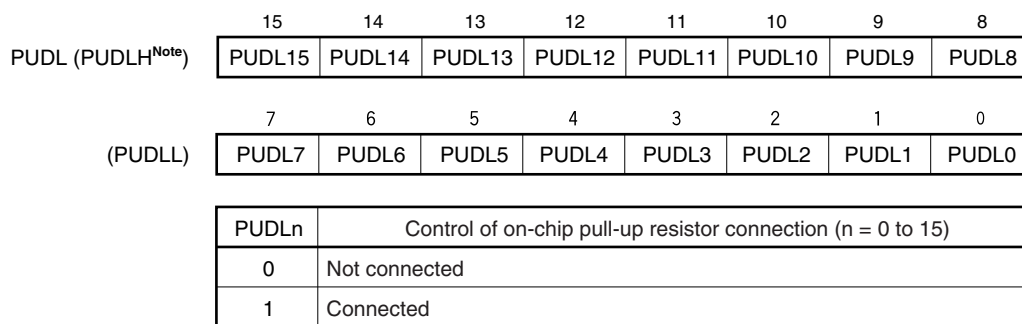 15 14 13 12 11 10 9 8
PUDL (PUDLH^Note) PUDL15 PUDL14 PUDL13 PUDL12 PUDL11 PUDL10 PUDL9 PUDL8
7 6 5 4 3 2 1 0
(PUDLL) PUDL7 PUDL6 PUDL5 PUDL4 PUDL3 PUDL2 PUDL1 PUDL0
PUDLn Control of on-chip pull-up resistor connection (n = 0 to 15)
0 Not connected
1 Connected